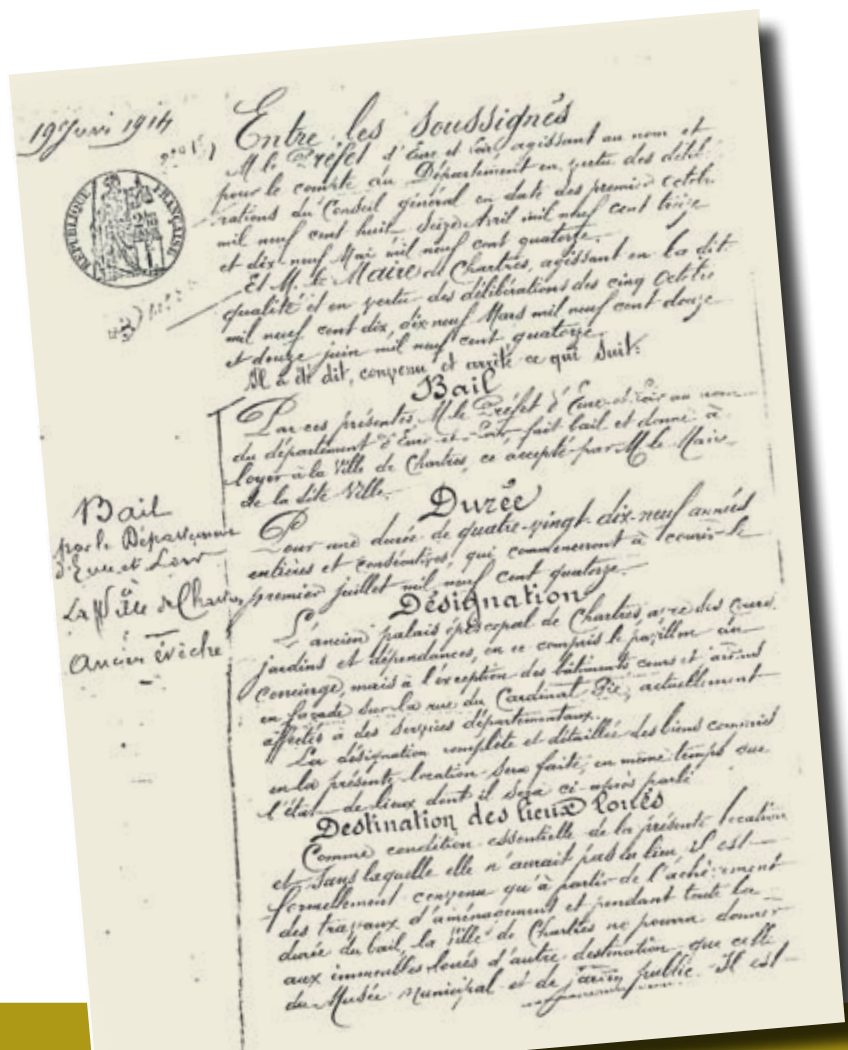 19 Juin 1914
RÉPUBLIQUE FRANÇAISE
Entre les soussignés
M. le Préfet d'Eure et Loir agissant au nom et
pour le compte du Département en vertu des délibé-
rations du Conseil général en date des premier Octobre
mil neuf cent huit, Seize Avril mil neuf cent treize
et dix neuf Mai mil neuf cent quatorze.
Et M. le Maire de Chartres, agissant en la dite
qualité et en vertu des délibérations des cinq Octobre
mil neuf cent dix, dix neuf Mars mil neuf cent douze
et douze juin mil neuf cent quatorze.
Il a été dit, convenu et arrêté ce qui suit:
Bail
Par ces présentes, M. le Préfet d'Eure-et-Loir au nom
du département d'Eure-et-Loir, fait bail et donne à
loyer à la Ville de Chartres, ce accepté par M. le Maire
de la dite Ville.
Durée
Pour une durée de quatre-vingt-dix-neuf années
entières et consécutives, qui commenceront à courir le
premier juillet mil neuf cent quatorze.
Désignation
L'ancien palais épiscopal de Chartres, avec des cours,
jardins et dépendances, en ce compris le pavillon du
concierge, mais à l'exception des bâtiments cours et
en façade sur la rue du Cardinal Pie, actuellement
affectés à des services départementaux.
La désignation complète et détaillée des biens compris
en la présente location sera faite, en même temps que
l'état de lieux dont il sera ci-après parlé
Destination des lieux loués
Comme condition essentielle de la présente location
et sans laquelle elle n'aurait pas eu lieu, il est
formellement convenu qu'à partir de l'achèvement
des travaux d'aménagement et pendant toute la
durée du bail, la Ville de Chartres ne pourra donner
aux immeubles loués d'autre destination que celle
du Musée municipal et de jardin public. Il est
Bail
par le Département
d'Eure et Loir
à
La Ville de Chartres
Ancien évêché